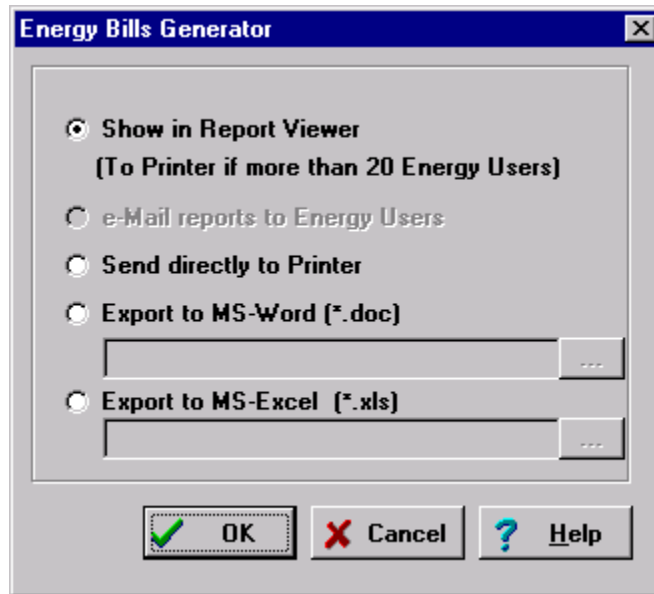 Energy Bills Generator
Show in Report Viewer
(To Printer if more than 20 Energy Users)
e-Mail reports to Energy Users
Send directly to Printer
Export to MS-Word (*.doc)
...
Export to MS-Excel (*.xls)
...
OK Cancel Help